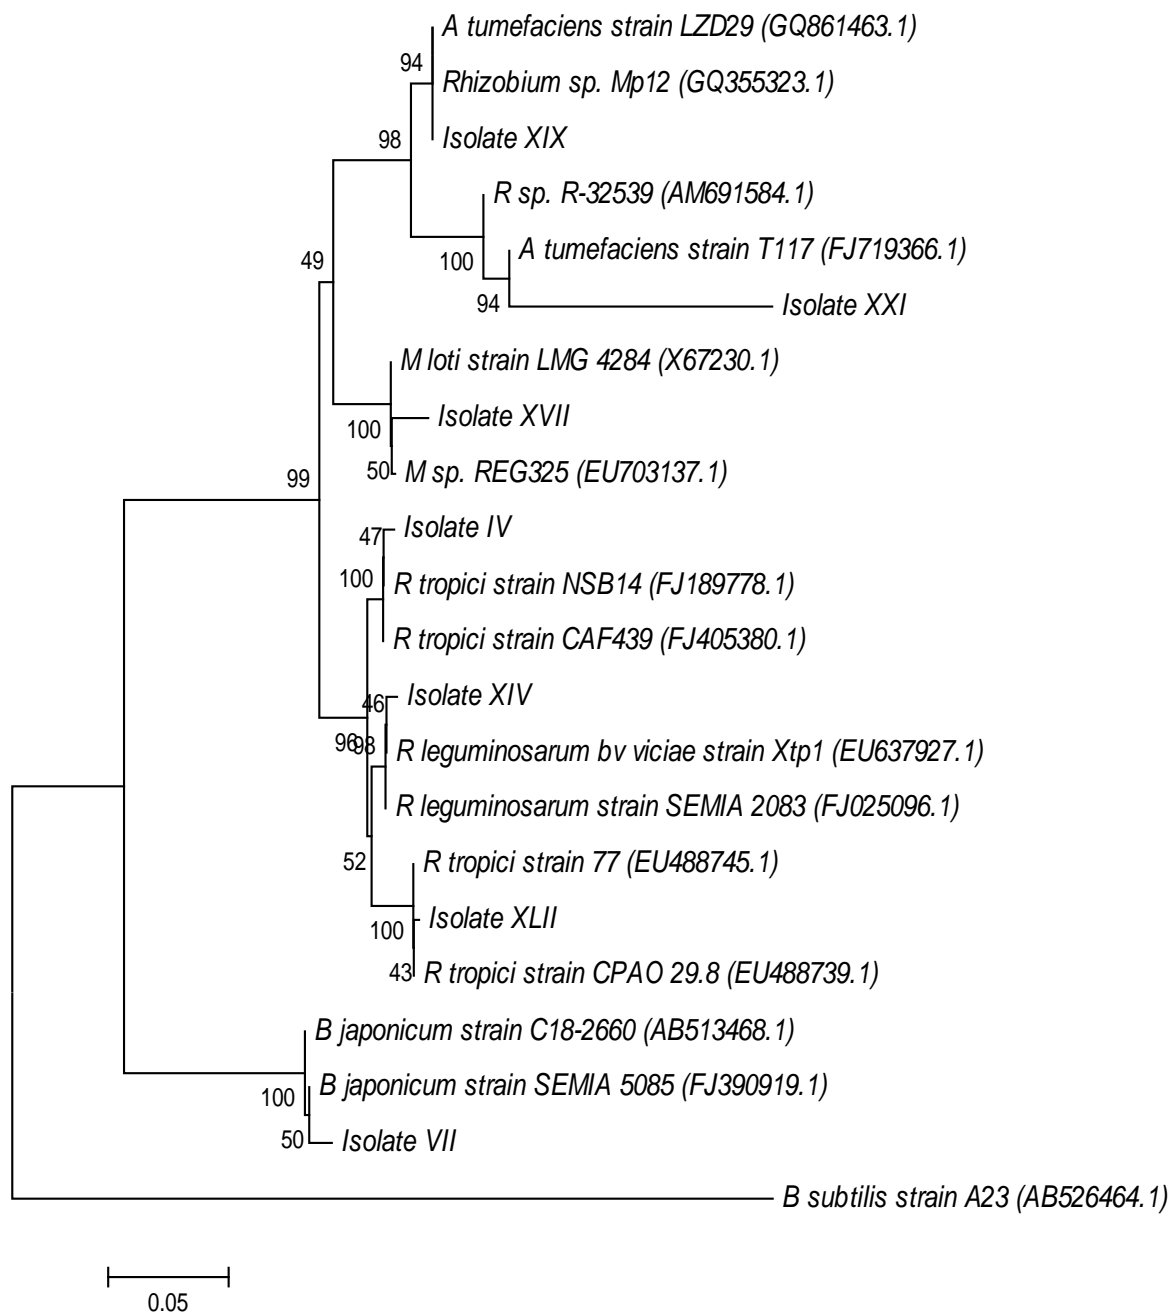 A tumefaciens strain LZD29 (GQ861463.1)
94
Rhizobium sp. Mp12 (GQ355323.1)
98
Isolate XIX
R sp. R-32539 (AM691584.1)
A tumefaciens strain T117 (FJ719366.1)
49
100
94
Isolate XXI
M loti strain LMG 4284 (X67230.1)
Isolate XVII
100
50
M sp. REG325 (EU703137.1)
99
Isolate IV
47
100
R tropici strain NSB14 (FJ189778.1)
R tropici strain CAF439 (FJ405380.1)
Isolate XIV
46
96
98
R leguminosarum bv viciae strain Xtp1 (EU637927.1)
R leguminosarum strain SEMIA 2083 (FJ025096.1)
52
R tropici strain 77 (EU488745.1)
Isolate XLII
100
43
R tropici strain CPAO 29.8 (EU488739.1)
B japonicum strain C18-2660 (AB513468.1)
B japonicum strain SEMIA 5085 (FJ390919.1)
100
50
Isolate VII
B subtilis strain A23 (AB526464.1)
0.05